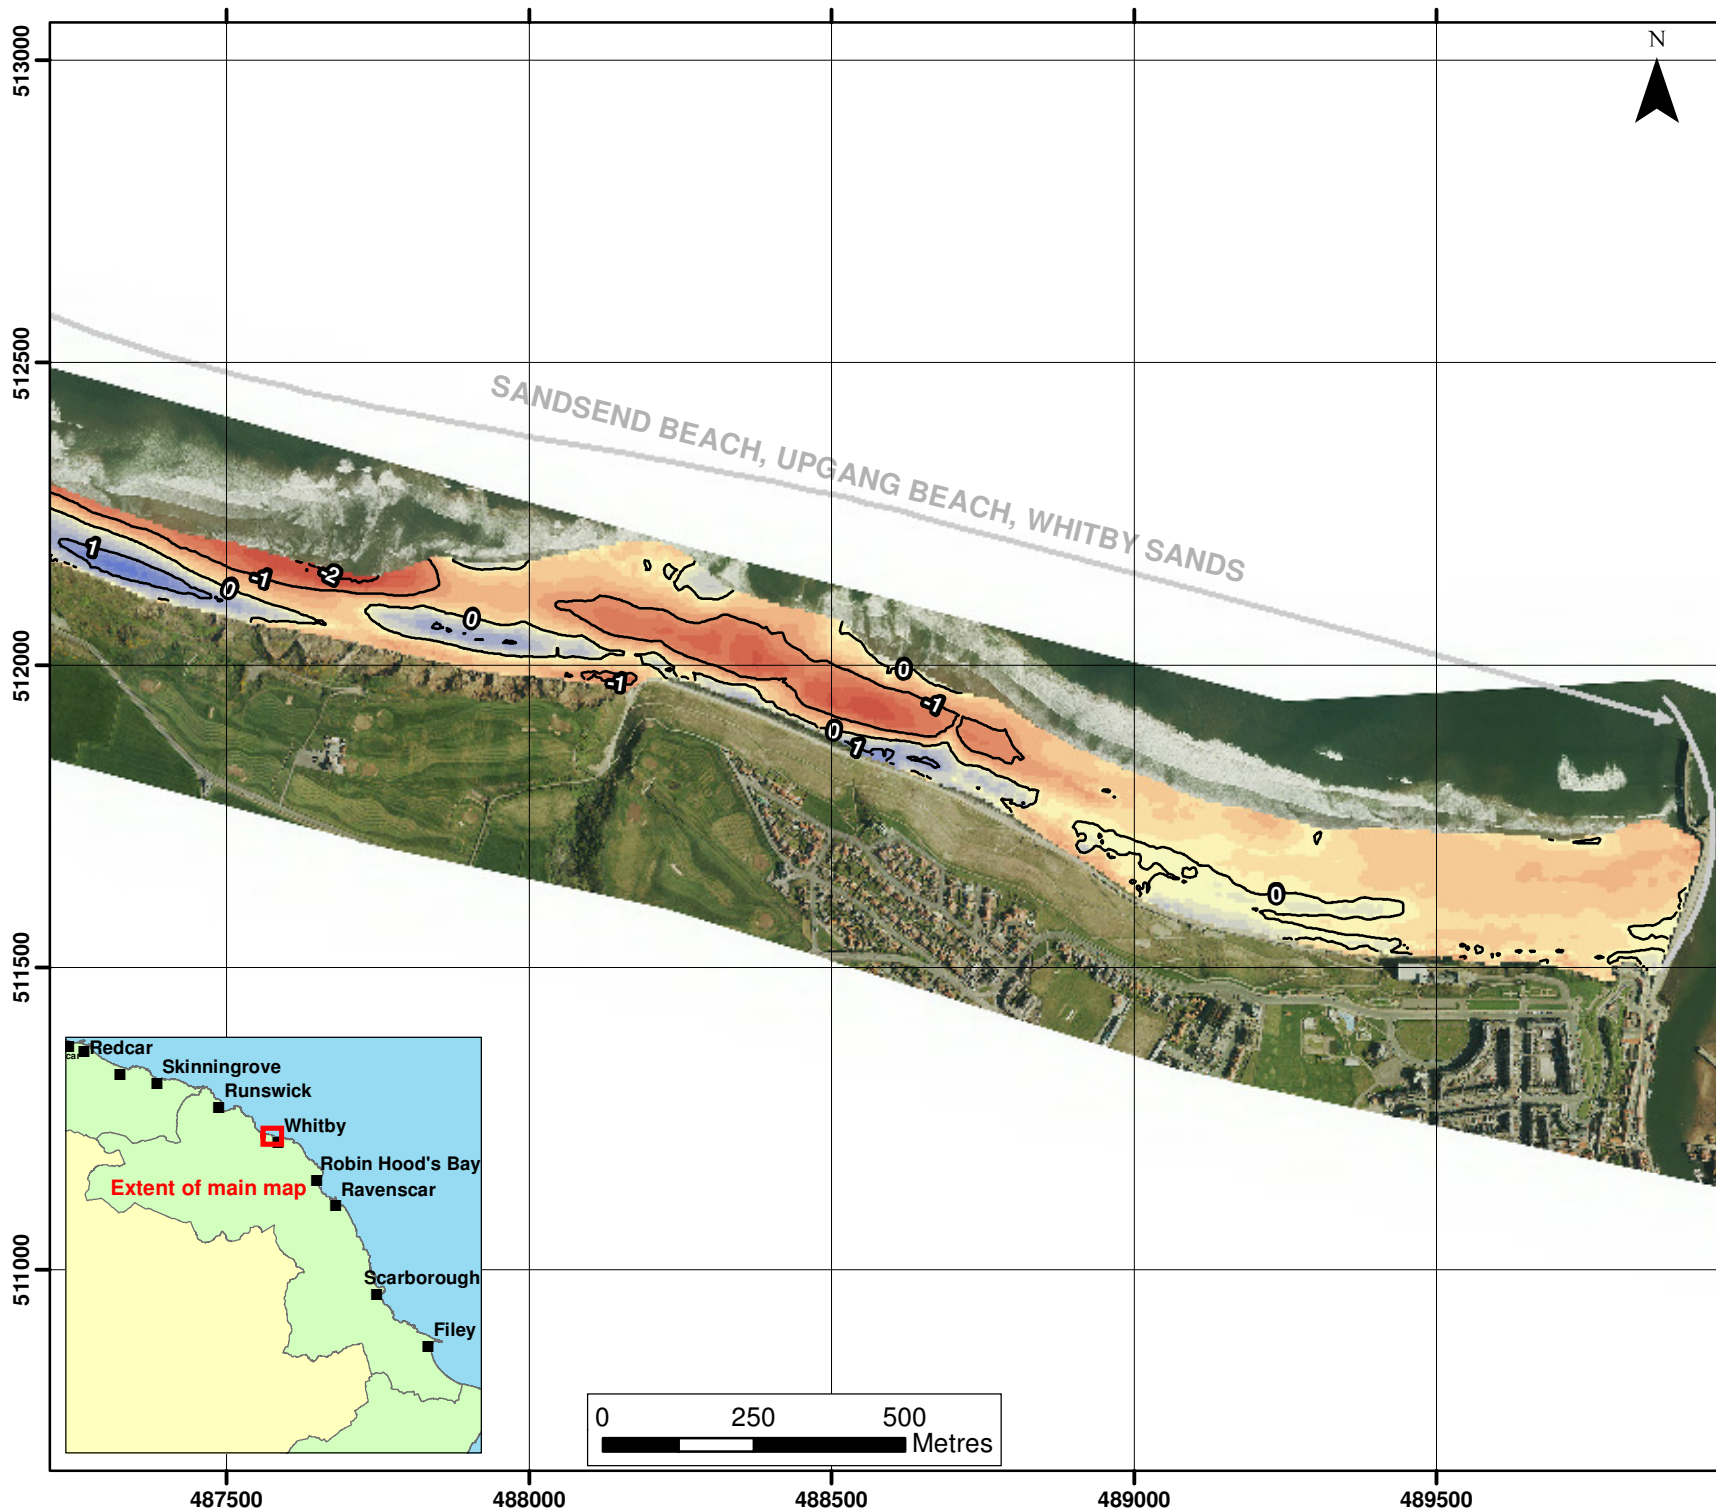 N
513000
512500
512000
511500
511000
SANDSEND BEACH, UPGANG BEACH, WHITBY SANDS
1
0
-1
-2
0
-1
0
-1
0
1
0
Redcar
car
Skinningrove
Runswick
Whitby
Robin Hood's Bay
Extent of main map
Ravenscar
Scarborough
Filey
0 250 500
Metres
487500 488000 488500 489000 489500